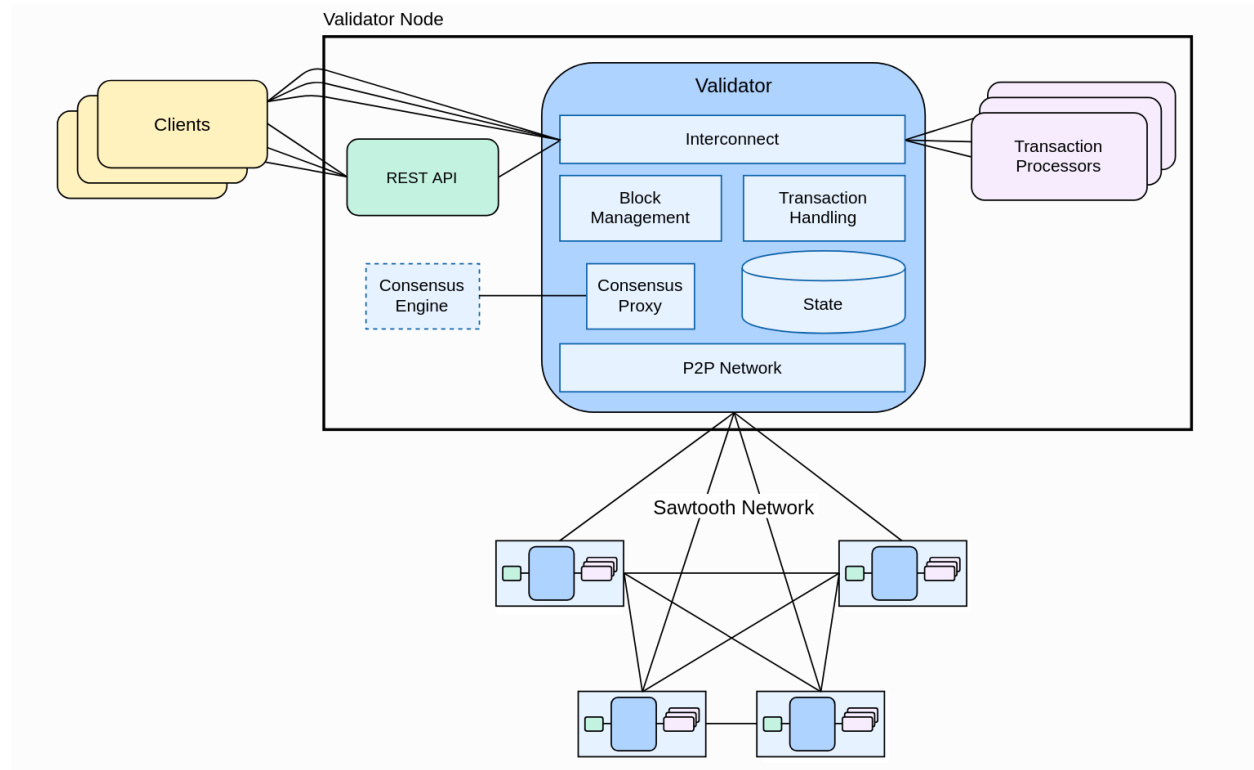 Validator Node
Validator
Clients
Interconnect
Transaction
Processors
REST API
Block
Management
Transaction
Handling
Consensus
Engine
Consensus
Proxy
State
P2P Network
Sawtooth Network